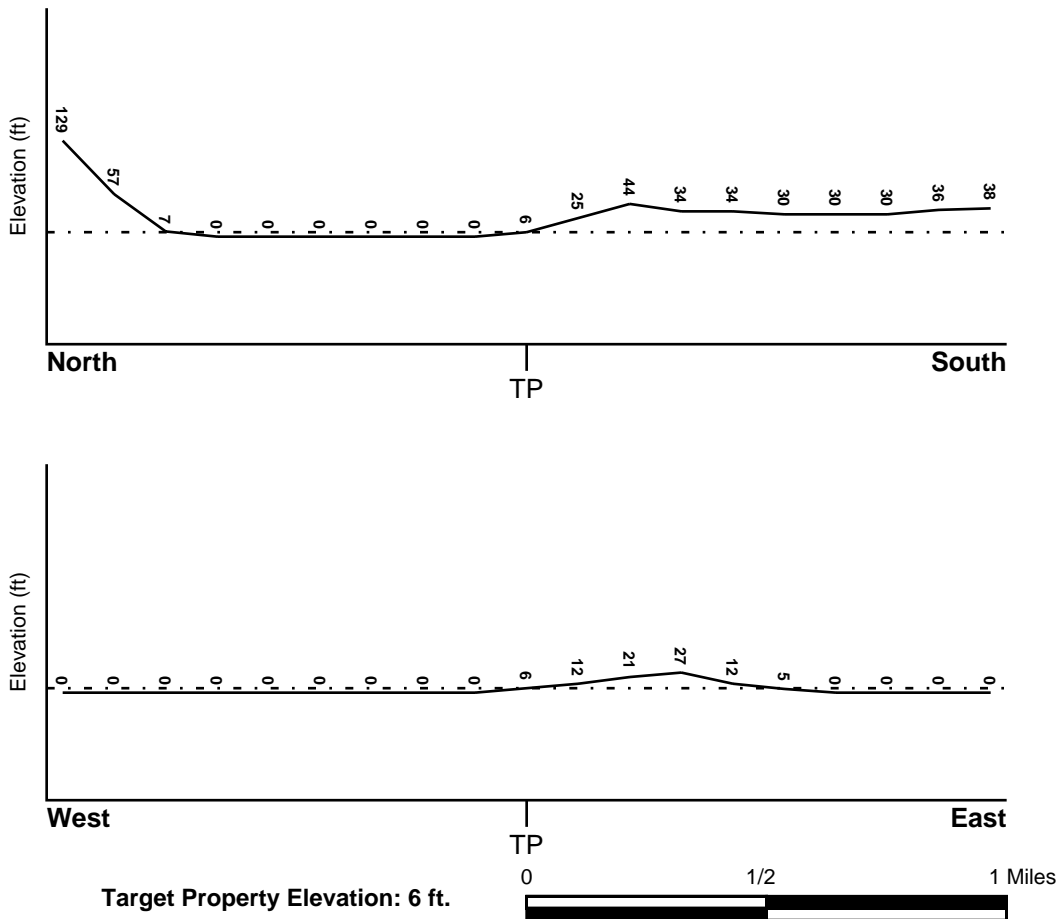 Elevation (ft)
129 57 7 0 0 0 0 0 0 6 25 44 34 34 30 30 30 36 38
North South
TP
Elevation (ft)
0 0 0 0 0 0 0 0 0 6 12 21 27 12 5 0 0 0 0
West East
TP
Target Property Elevation: 6 ft.
0 1/2 1 Miles